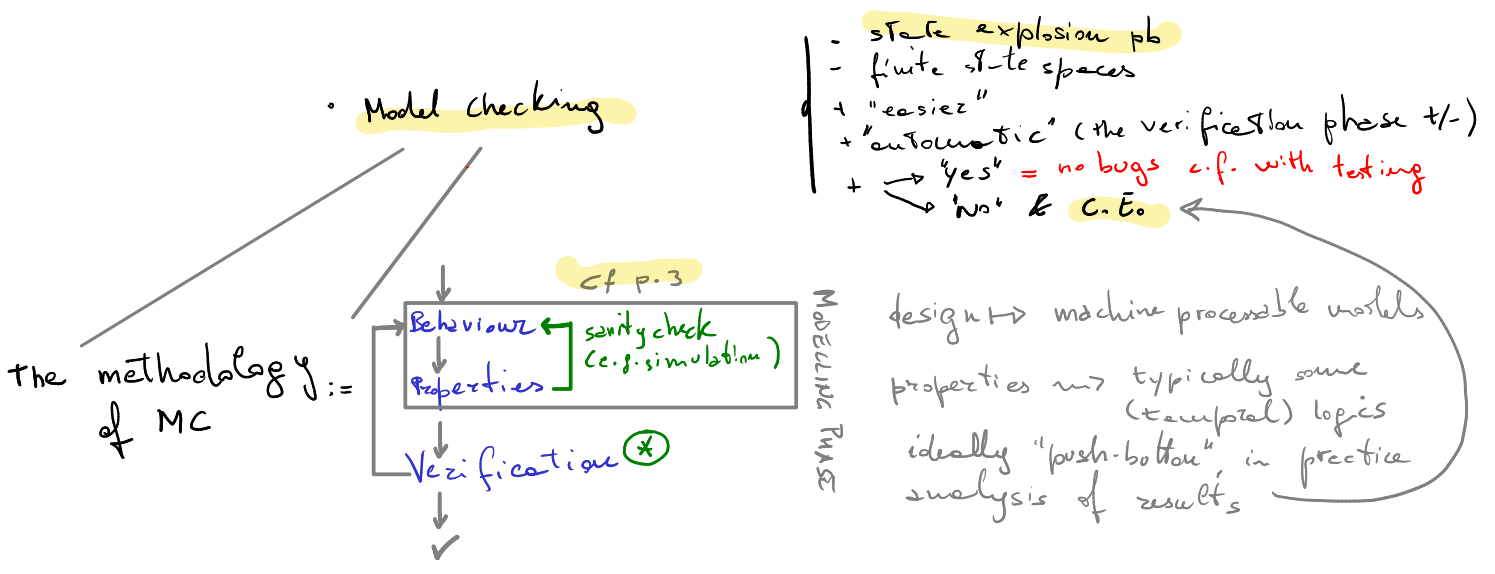 - state explosion pb
- finite st-te spaces
+ "easier"
+ "automatic" (the verification phase +/-)
+ → "yes" = no bugs c.f. with testing
→ "No" & C.E.
• Model checking
The methodology of MC :=
cf p.3
Behaviour
sanity check
(e.g. simulation)
Properties
Verification *
✓
MODELLING PHASE
design ↦ machine processable models
properties ⟿ typically some
(temporal) logics
ideally "push-button", in practice
analysis of results